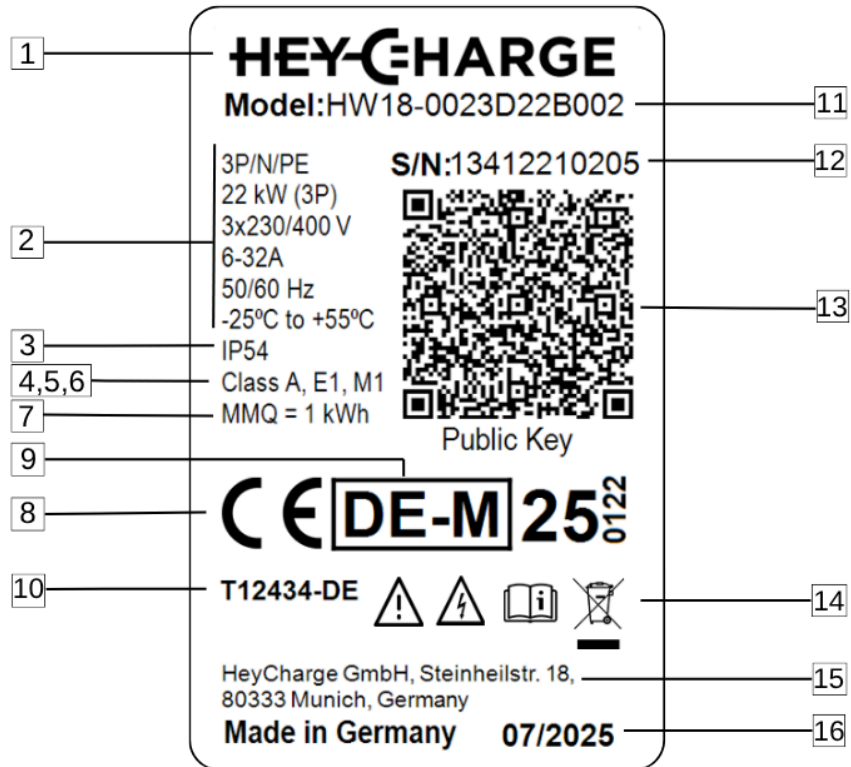 1
HEYCHARGE
Model:HW18-0023D22B002
11
3P/N/PE
S/N:13412210205
12
22 kW (3P)
3x230/400 V
2
6-32A
50/60 Hz
13
-25ºC to +55ºC
3
IP54
4,5,6
Class A, E1, M1
7
MMQ = 1 kWh
Public Key
9
8
CE DE-M 25 0122
10
T12434-DE
14
HeyCharge GmbH, Steinheilstr. 18,
15
80333 Munich, Germany
Made in Germany 07/2025
16